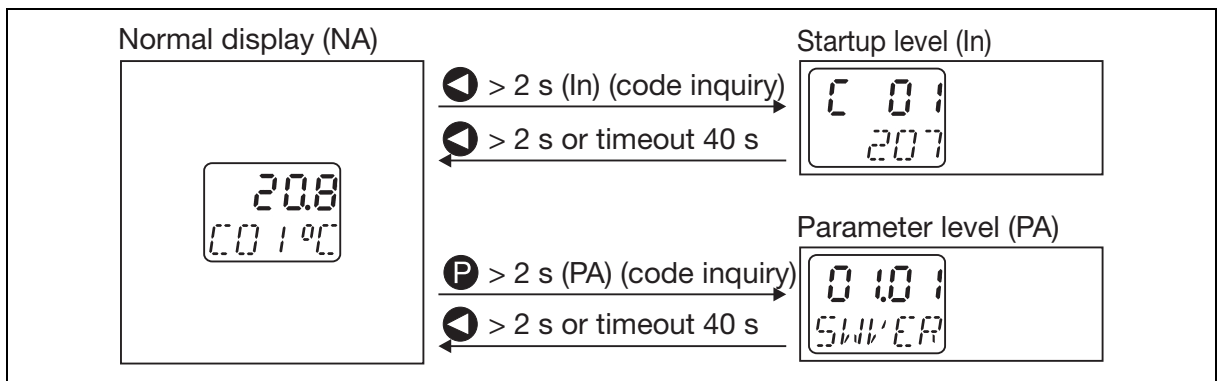 Normal display (NA)
20.8
C01°C
> 2 s (In) (code inquiry)
> 2 s or timeout 40 s
P > 2 s (PA) (code inquiry)
> 2 s or timeout 40 s
Startup level (In)
C 01
207
Parameter level (PA)
01.01
SWVER